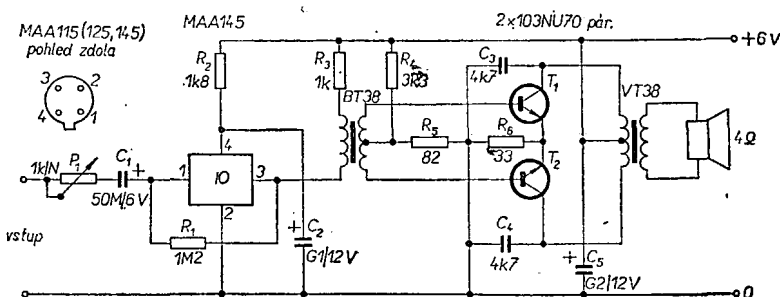 MAA115 (125,145)
pohled zdola
3
2
4
1
MAA145
2×103NU70 pár.
+6V
R2
1k8
R3
1k
R4
3k3
C3
4k7
T1
BT38
VT38
R5
82
R6
33
T2
4Ω
1k/N
P1
C1
+
50M/6V
4
1
IO
3
2
vstup
R1
1M2
+
C2
G1/12V
C4
4k7
+
C5
G2/12V
0